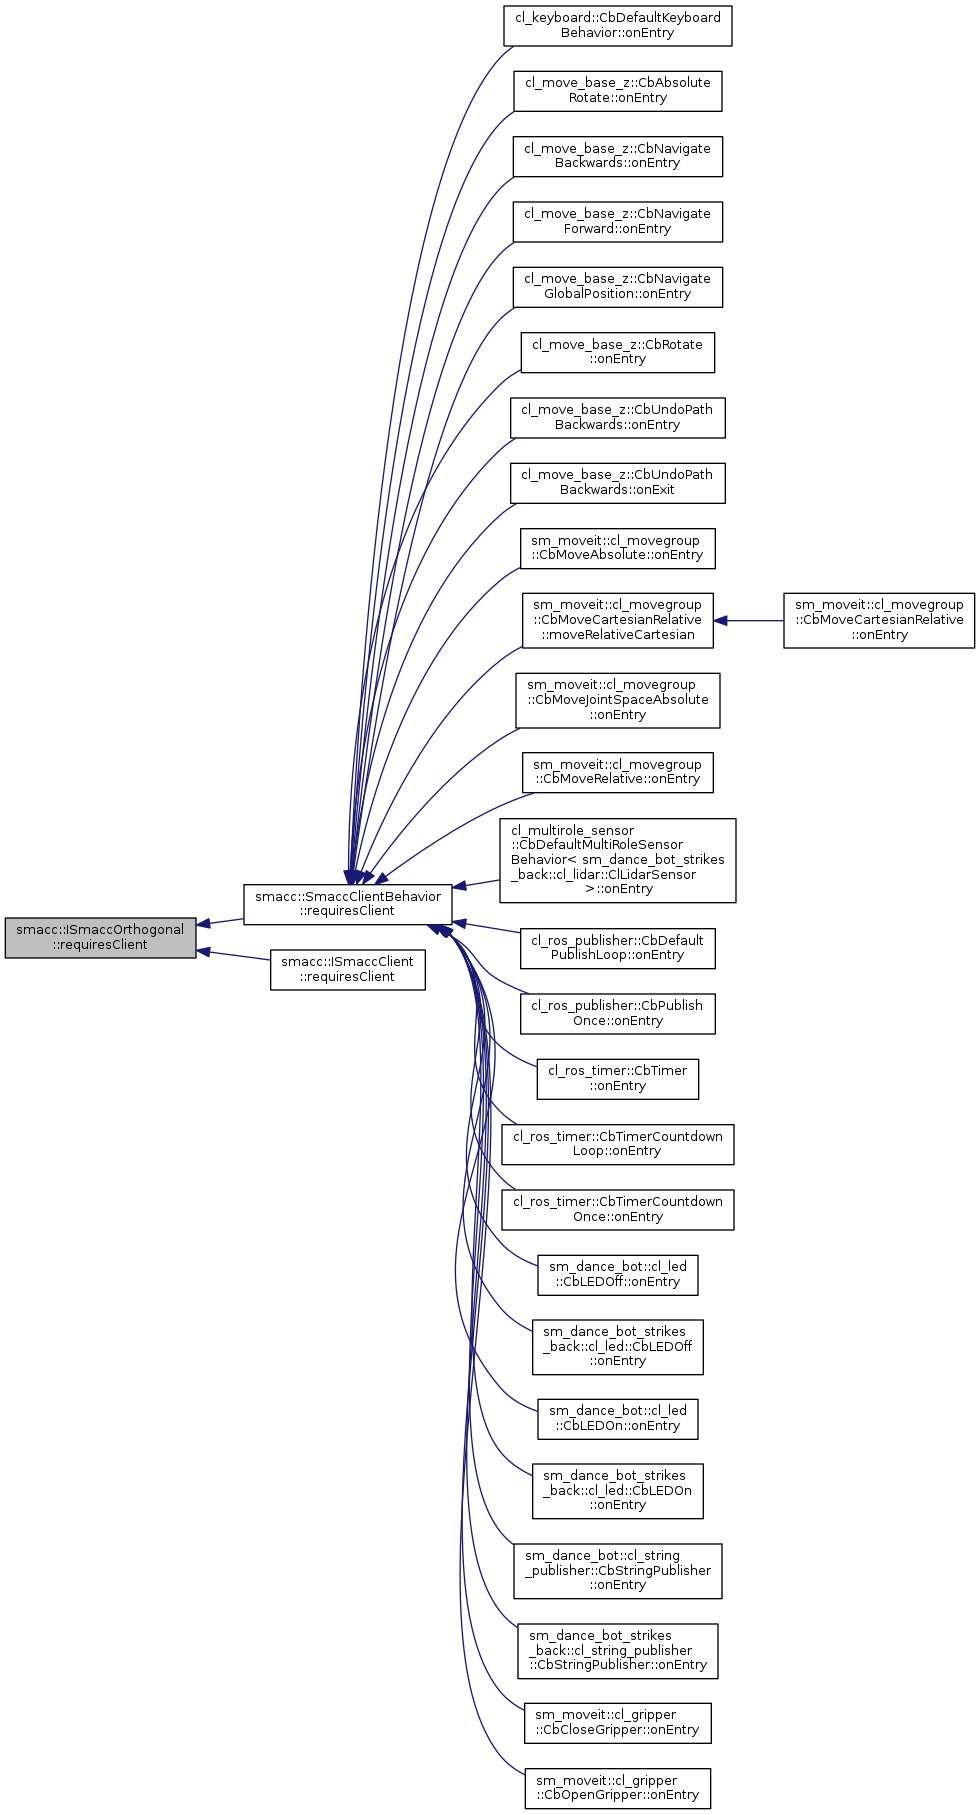 cl_keyboard::CbDefaultKeyboard
Behavior::onEntry
cl_move_base_z::CbAbsolute
Rotate::onEntry
cl_move_base_z::CbNavigate
Backwards::onEntry
cl_move_base_z::CbNavigate
Forward::onEntry
cl_move_base_z::CbNavigate
GlobalPosition::onEntry
cl_move_base_z::CbRotate
::onEntry
cl_move_base_z::CbUndoPath
Backwards::onEntry
cl_move_base_z::CbUndoPath
Backwards::onExit
sm_moveit::cl_movegroup
::CbMoveAbsolute::onEntry
sm_moveit::cl_movegroup
::CbMoveCartesianRelative
::moveRelativeCartesian
sm_moveit::cl_movegroup
::CbMoveCartesianRelative
::onEntry
sm_moveit::cl_movegroup
::CbMoveJointSpaceAbsolute
::onEntry
sm_moveit::cl_movegroup
::CbMoveRelative::onEntry
cl_multirole_sensor
::CbDefaultMultiRoleSensor
Behavior< sm_dance_bot_strikes
_back::cl_lidar::ClLidarSensor
>::onEntry
smacc::SmaccClientBehavior
::requiresClient
smacc::ISmaccOrthogonal
::requiresClient
smacc::ISmaccClient
::requiresClient
cl_ros_publisher::CbDefault
PublishLoop::onEntry
cl_ros_publisher::CbPublish
Once::onEntry
cl_ros_timer::CbTimer
::onEntry
cl_ros_timer::CbTimerCountdown
Loop::onEntry
cl_ros_timer::CbTimerCountdown
Once::onEntry
sm_dance_bot::cl_led
::CbLEDOff::onEntry
sm_dance_bot_strikes
_back::cl_led::CbLEDOff
::onEntry
sm_dance_bot::cl_led
::CbLEDOn::onEntry
sm_dance_bot_strikes
_back::cl_led::CbLEDOn
::onEntry
sm_dance_bot::cl_string
_publisher::CbStringPublisher
::onEntry
sm_dance_bot_strikes
_back::cl_string_publisher
::CbStringPublisher::onEntry
sm_moveit::cl_gripper
::CbCloseGripper::onEntry
sm_moveit::cl_gripper
::CbOpenGripper::onEntry